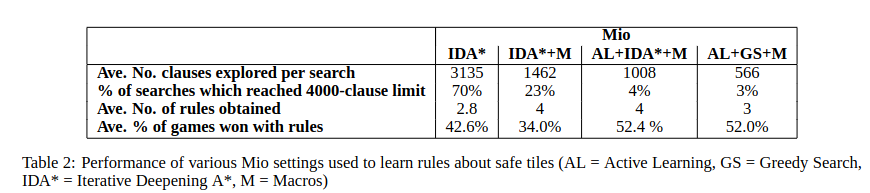 Mio
IDA* IDA*+M AL+IDA*+M AL+GS+M
Ave. No. clauses explored per search 3135 1462 1008 566
% of searches which reached 4000-clause limit 70% 23% 4% 3%
Ave. No. of rules obtained 2.8 4 4 3
Ave. % of games won with rules 42.6% 34.0% 52.4 % 52.0%
Table 2: Performance of various Mio settings used to learn rules about safe tiles (AL = Active Learning, GS = Greedy Search,
IDA* = Iterative Deepening A*, M = Macros)